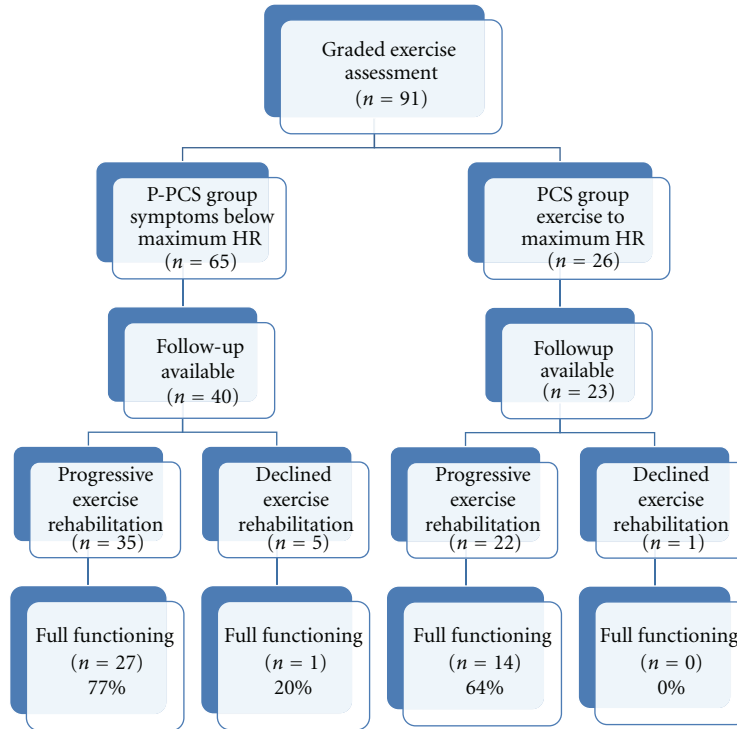 Graded exercise
assessment
(n = 91)
P-PCS group
symptoms below
maximum HR
(n = 65)
PCS group
exercise to
maximum HR
(n = 26)
Follow-up
available
(n = 40)
Followup
available
(n = 23)
Progressive
exercise
rehabilitation
(n = 35)
Declined
exercise
rehabilitation
(n = 5)
Progressive
exercise
rehabilitation
(n = 22)
Declined
exercise
rehabilitation
(n = 1)
Full functioning
(n = 27)
77%
Full functioning
(n = 1)
20%
Full functioning
(n = 14)
64%
Full functioning
(n = 0)
0%